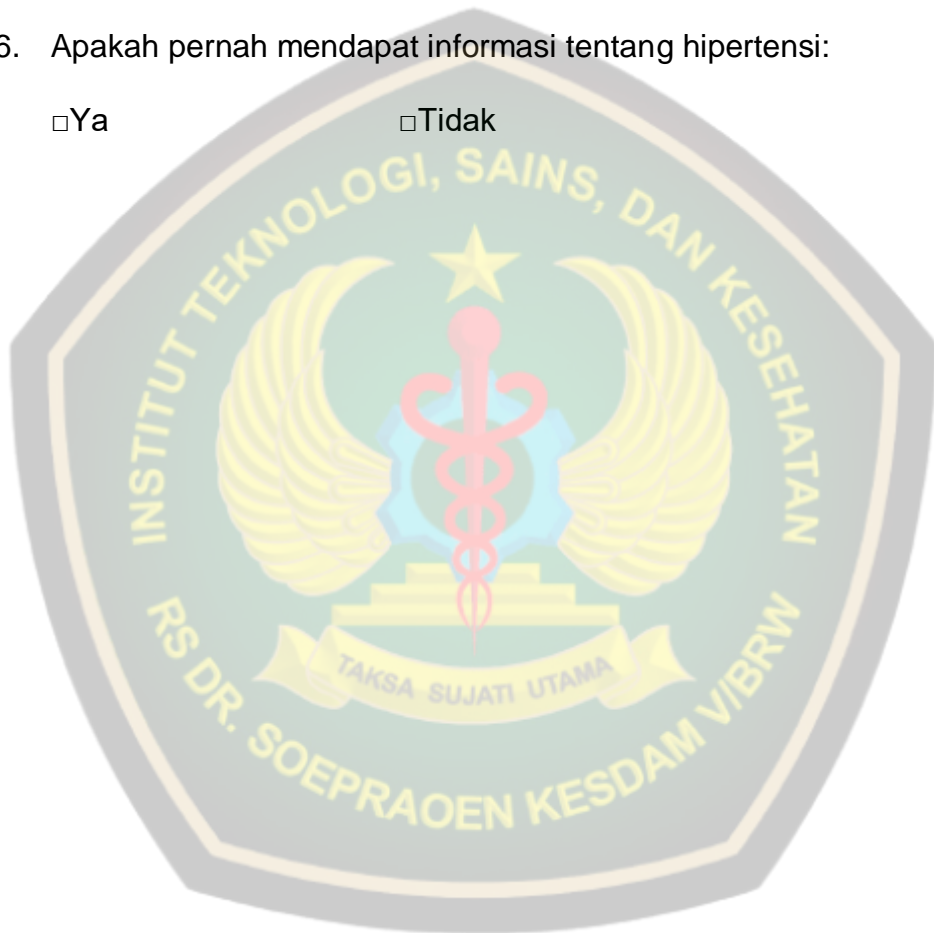 6. Apakah pernah mendapat informasi tentang hipertensi:
□Ya □Tidak
INSTITUT TEKNOLOGI, SAINS, DAN KESEHATAN
TAKSA SUJATI UTAMA
RS DR. SOEPRAOEN KESDAM V/BRW